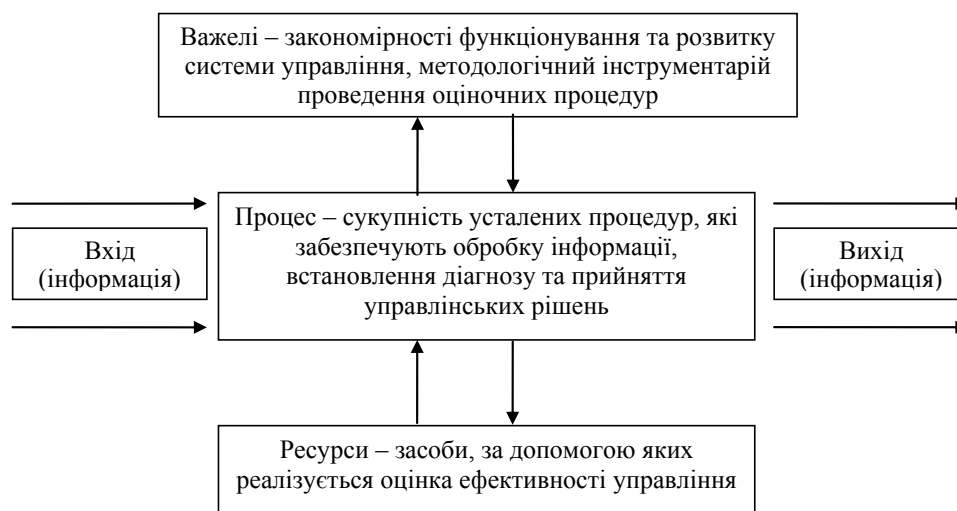 Важелі – закономірності функціонування та розвитку
системи управління, методологічний інструментарій
проведення оціночних процедур
Вхід
(інформація)
Процес – сукупність усталених процедур, які
забезпечують обробку інформації,
встановлення діагнозу та прийняття
управлінських рішень
Вихід
(інформація)
Ресурси – засоби, за допомогою яких
реалізується оцінка ефективності управління